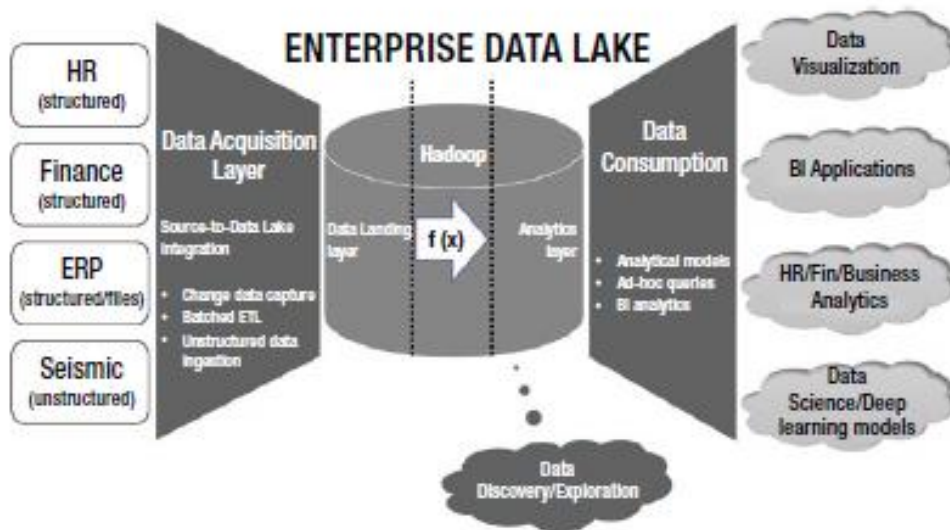 ENTERPRISE DATA LAKE
HR
(structured)
Finance
(structured)
ERP
(structured/files)
Seismic
(unstructured)
Data Acquisition
Layer
Source-to-Data Lake
Integration
• Change data capture
• Batched ETL
• Unstructured data
ingestion
Hadoop
Data Landing
layer
f (x)
Analytics
layer
Data
Consumption
• Analytical models
• Ad-hoc queries
• BI analytics
Data
Visualization
BI Applications
HR/Fin/Business
Analytics
Data
Science/Deep
learning models
Data
Discovery/Exploration